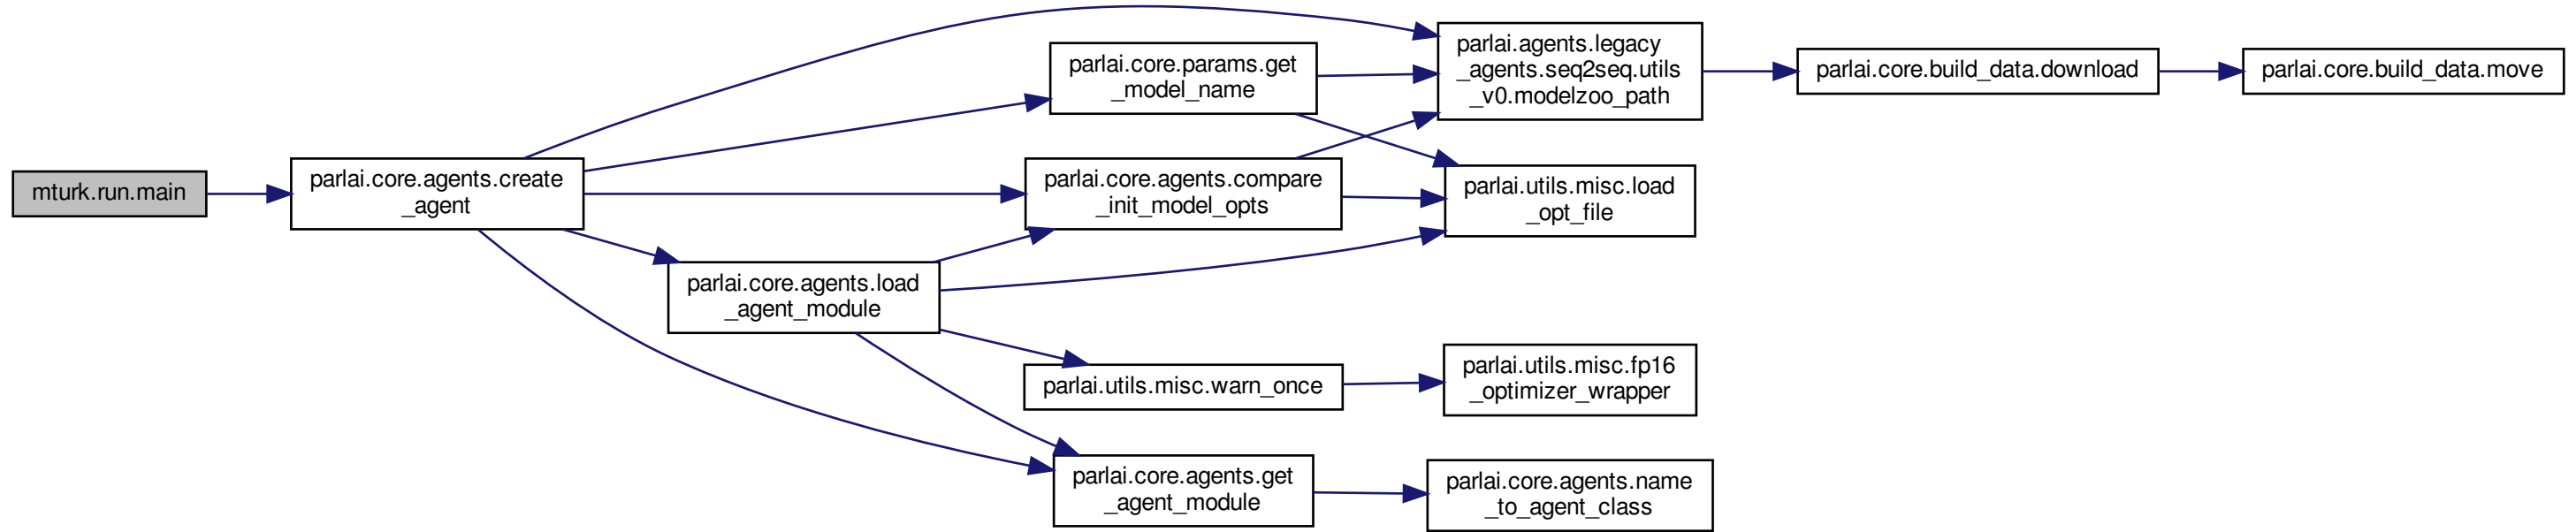 mturk.run.main
parlai.core.agents.create
_agent
parlai.core.params.get
_model_name
parlai.core.agents.compare
_init_model_opts
parlai.core.agents.load
_agent_module
parlai.utils.misc.warn_once
parlai.core.agents.get
_agent_module
parlai.agents.legacy
_agents.seq2seq.utils
_v0.modelzoo_path
parlai.utils.misc.load
_opt_file
parlai.utils.misc.fp16
_optimizer_wrapper
parlai.core.agents.name
_to_agent_class
parlai.core.build_data.download
parlai.core.build_data.move